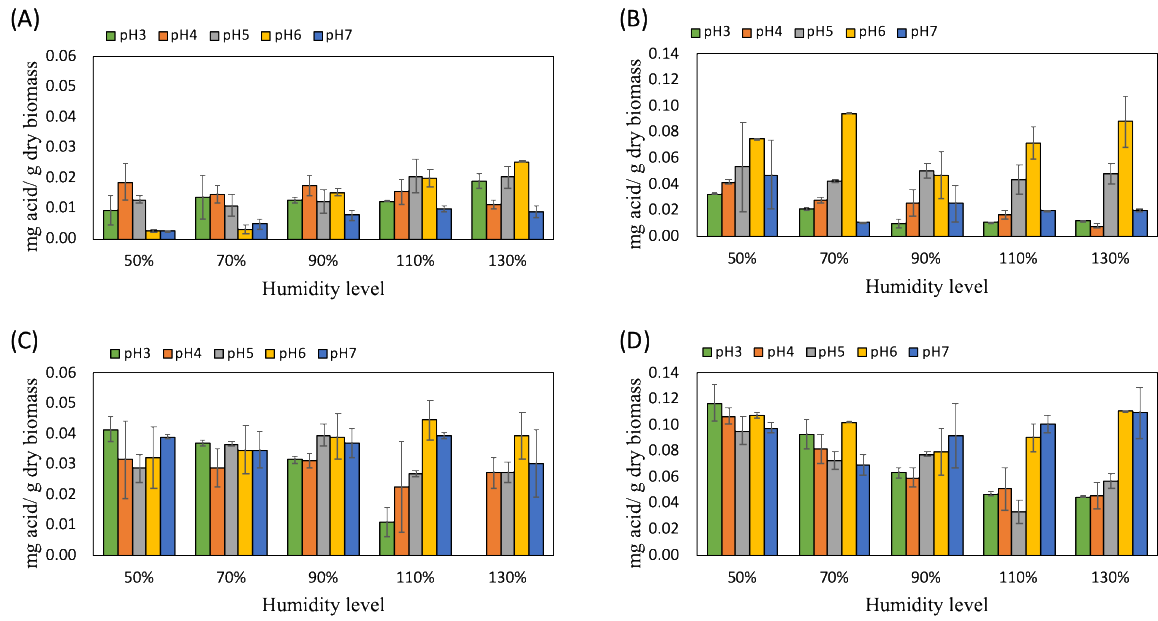 (A)
pH3 pH4 pH5 pH6 pH7
mg acid/ g dry biomass
0.06
0.05
0.04
0.03
0.02
0.01
0.00
50% 70% 90% 110% 130%
Humidity level
(B)
pH3 pH4 pH5 pH6 pH7
mg acid/ g dry biomass
0.14
0.12
0.10
0.08
0.06
0.04
0.02
0.00
50% 70% 90% 110% 130%
Humidity level
(C)
pH3 pH4 pH5 pH6 pH7
mg acid/ g dry biomass
0.06
0.05
0.04
0.03
0.02
0.01
0.00
50% 70% 90% 110% 130%
Humidity level
(D)
pH3 pH4 pH5 pH6 pH7
mg acid/ g dry biomass
0.14
0.12
0.10
0.08
0.06
0.04
0.02
0.00
50% 70% 90% 110% 130%
Humidity level